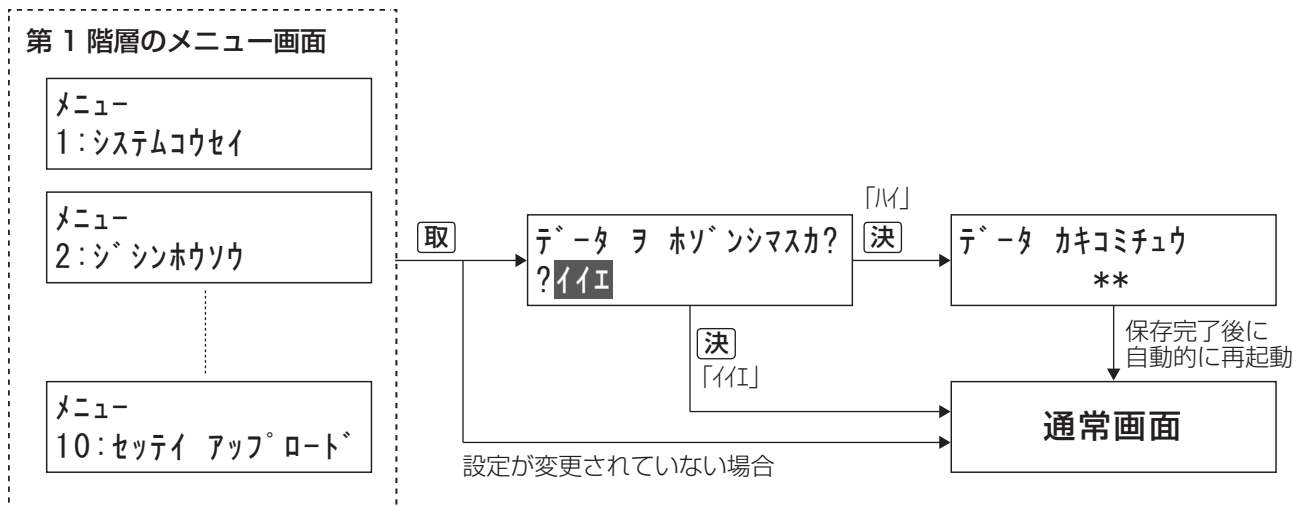 第 1 階層のメニュー画面
メニュー
1:システムコウセイ
メニュー
2:ジシンホウソウ
メニュー
10:セッテイ アップロード
取
データ ヲ ホゾンシマスカ?
?イイエ
「ハイ」
決
データ カキコミチュウ
**
決
「イイエ」
保存完了後に
自動的に再起動
通常画面
設定が変更されていない場合